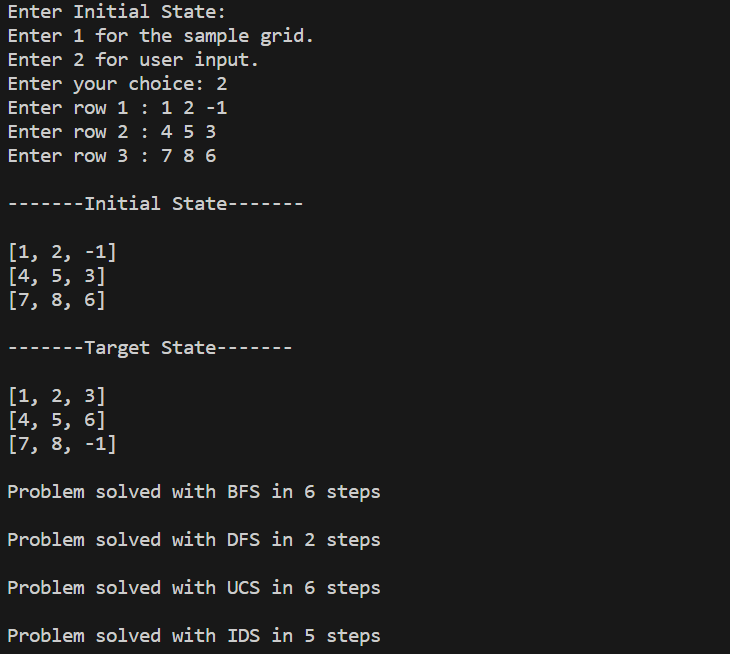 Enter Initial State:
Enter 1 for the sample grid.
Enter 2 for user input.
Enter your choice: 2
Enter row 1 : 1 2 -1
Enter row 2 : 4 5 3
Enter row 3 : 7 8 6
-------Initial State-------
[1, 2, -1]
[4, 5, 3]
[7, 8, 6]
-------Target State-------
[1, 2, 3]
[4, 5, 6]
[7, 8, -1]
Problem solved with BFS in 6 steps
Problem solved with DFS in 2 steps
Problem solved with UCS in 6 steps
Problem solved with IDS in 5 steps